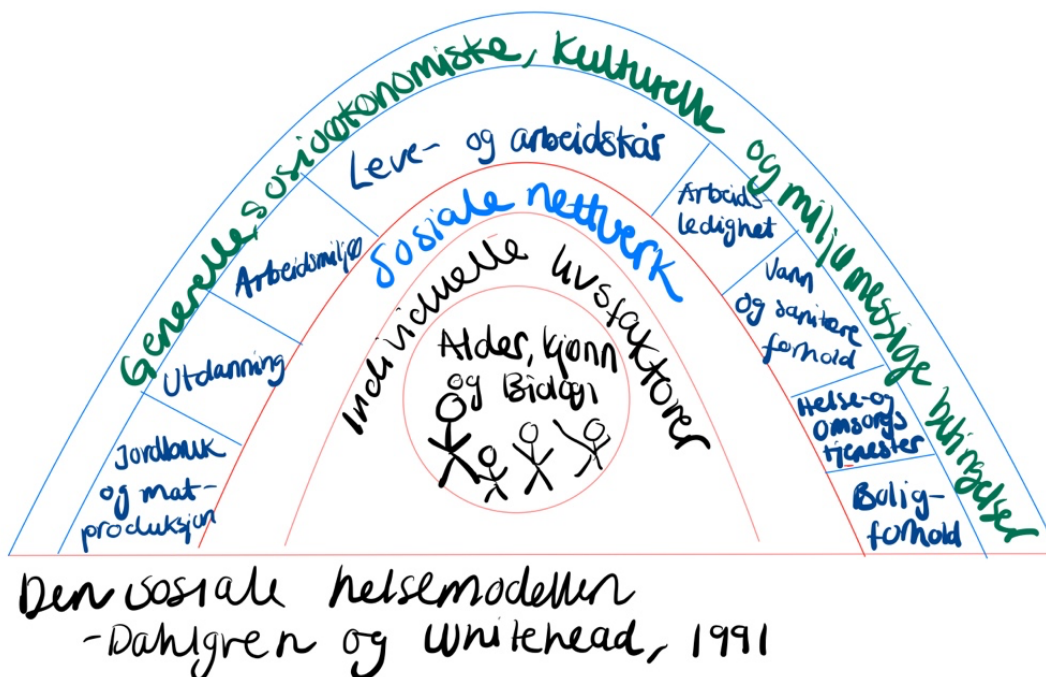 Generelle, sosioøkonomiske, kulturelle og miljømessige betingelser
Leve- og arbeidskår
Arbeidsmiljø
Utdanning
Jordbruk
og mat-
produksjon
Arbeids-
ledighet
Vann
og sanitære
forhold
Helse- og
Omsorgs
tjenester
Bolig-
forhold
Sosiale nettverk
Individuelle livsfaktorer
Alder, kjønn
og Biologi
Den sosiale helsemodellen
-Dahlgren og Whitehead, 1991